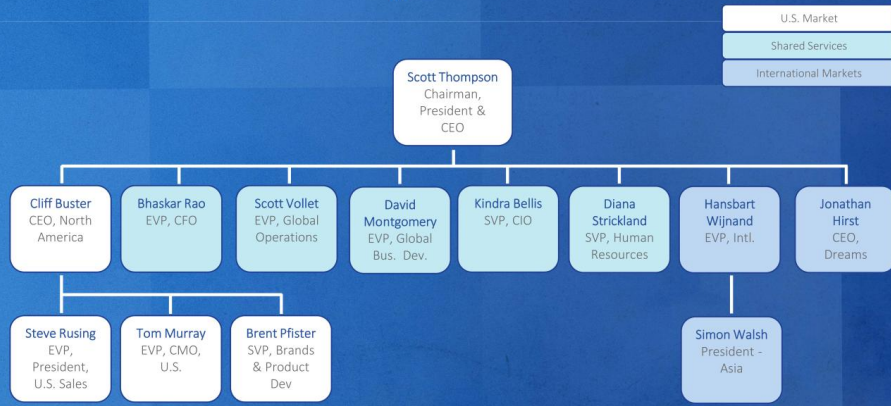 U.S. Market
Shared Services
International Markets
Scott Thompson
Chairman,
President &
CEO
Cliff Buster
CEO, North
America
Bhaskar Rao
EVP, CFO
Scott Vollet
EVP, Global
Operations
David
Montgomery
EVP, Global
Bus. Dev.
Kindra Bellis
SVP, CIO
Diana
Strickland
SVP, Human
Resources
Hansbart
Wijnand
EVP, Intl.
Jonathan
Hirst
CEO,
Dreams
Steve Rusing
EVP,
President,
U.S. Sales
Tom Murray
EVP, CMO,
U.S.
Brent Pfister
SVP, Brands
& Product
Dev
Simon Walsh
President -
Asia